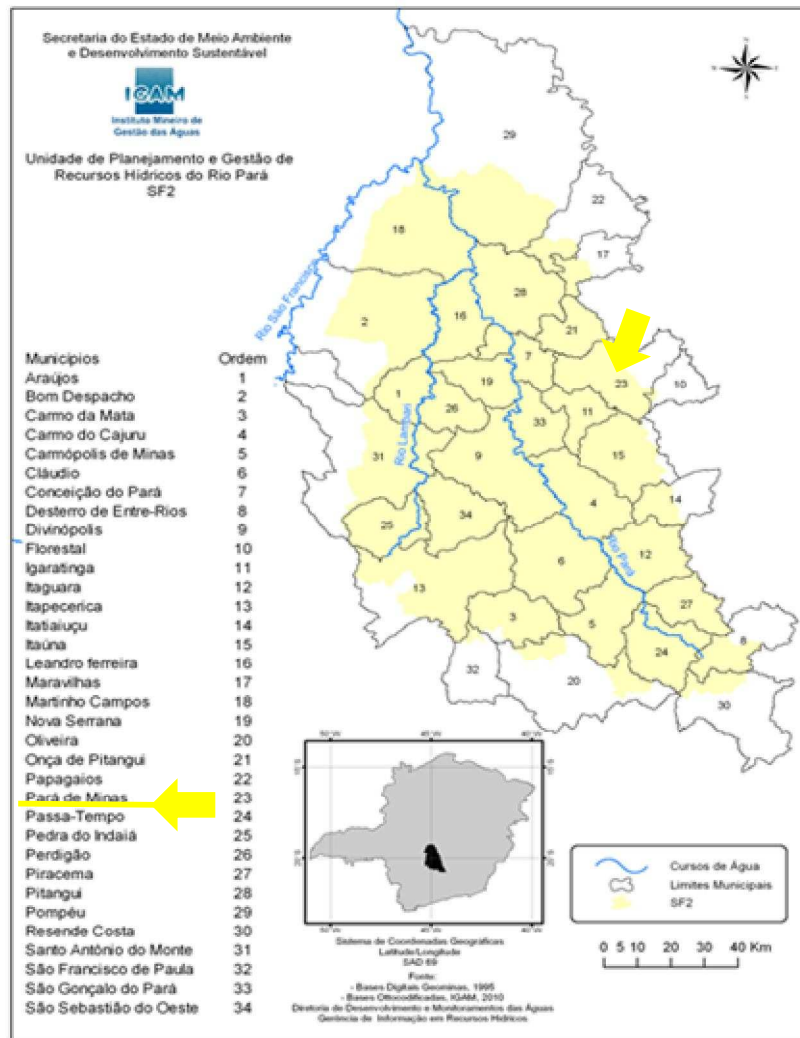 Secretaria do Estado de Meio Ambiente
e Desenvolvimento Sustentável
IGAM
Instituto Mineiro de
Gestão das Águas
Unidade de Planejamento e Gestão de
Recursos Hídricos do Rio Pará
SF2
N
29
22
18
17
Rio São Francisco
28
2
16
21
7
23
10
19
1
26
33
11
Rio Lambari
31
9
15
4
14
25
34
Rio Pará
6
12
13
27
3
5
8
24
32
20
30
Municípios Ordem
Araújos 1
Bom Despacho 2
Carmo da Mata 3
Carmo do Cajuru 4
Carmópolis de Minas 5
Cláudio 6
Conceição do Pará 7
Desterro de Entre-Rios 8
Divinópolis 9
Florestal 10
Igaratinga 11
Itaguara 12
Itapecerica 13
Itatiaiuçu 14
Itaúna 15
Leandro ferreira 16
Maravilhas 17
Martinho Campos 18
Nova Serrana 19
Oliveira 20
Onça de Pitangui 21
Papagaios 22
Pará de Minas 23
Passa-Tempo 24
Pedra do Indaiá 25
Perdigão 26
Piracema 27
Pitangui 28
Pompéu 29
Resende Costa 30
Santo Antônio do Monte 31
São Francisco de Paula 32
São Gonçalo do Pará 33
São Sebastião do Oeste 34
Sistema de Coordenadas Geográficas
Latitude/Longitude
SAD 69
Fonte:
- Bases Digitais Geominas, 1995
- Bases Ottocodificadas, IGAM, 2010
Diretoria de Desenvolvimento e Monitoramentos das Águas
Gerência de Informação em Recursos Hídricos
Cursos de Água
Limites Municipais
SF2
0 5 10 20 30 40 Km